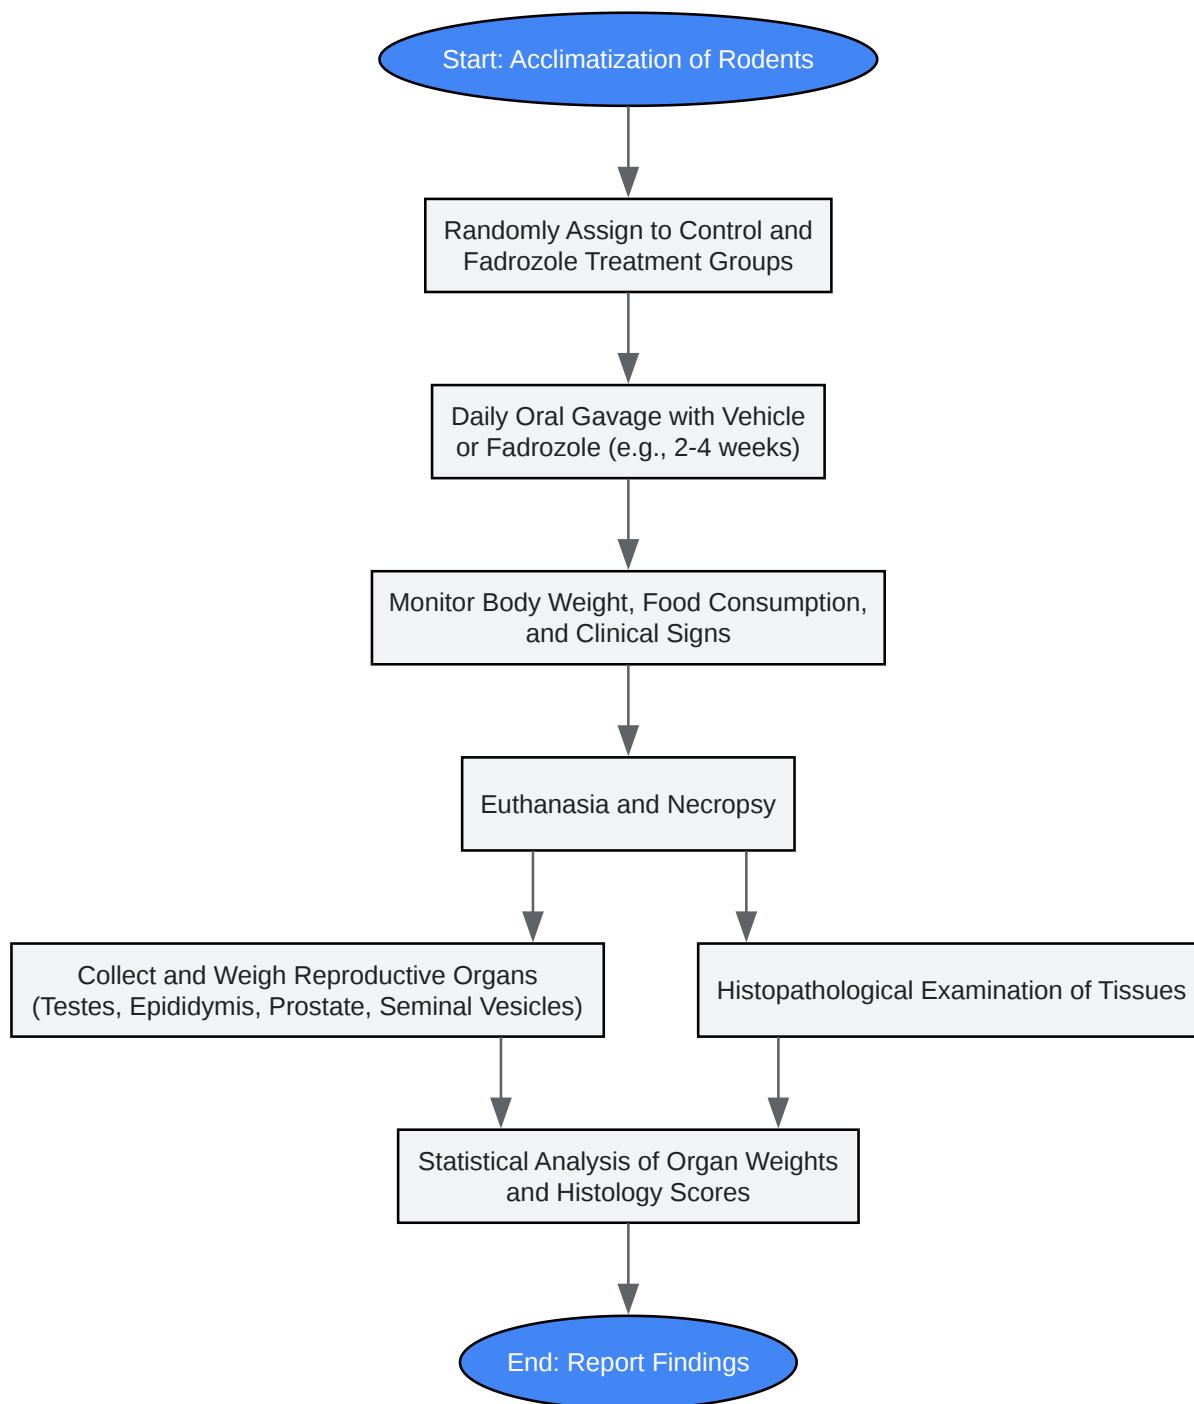 Start: Acclimatization of Rodents
Randomly Assign to Control and
Fadrozole Treatment Groups
Daily Oral Gavage with Vehicle
or Fadrozole (e.g., 2-4 weeks)
Monitor Body Weight, Food Consumption,
and Clinical Signs
Euthanasia and Necropsy
Collect and Weigh Reproductive Organs
(Testes, Epididymis, Prostate, Seminal Vesicles)
Histopathological Examination of Tissues
Statistical Analysis of Organ Weights
and Histology Scores
End: Report Findings